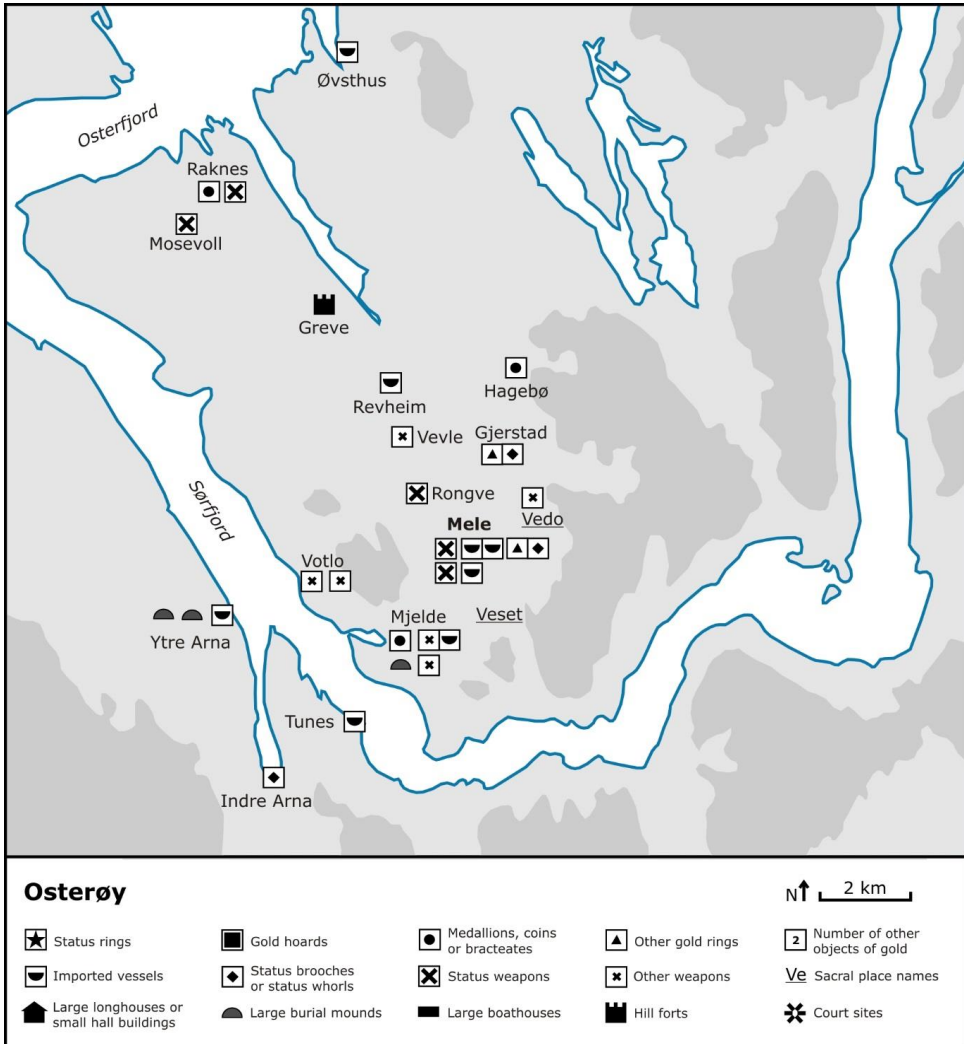 Øvsthus
Osterfjord
Raknes
Mosevoll
Greve
Hagebø
Revheim
Vevle
Gjerstad
Rongve
Sørfjord
Mele
Vedo
Votlo
Mjelde
Veset
Ytre Arna
Tunes
Indre Arna
Osterøy
N
2 km
Status rings
Gold hoards
Medallions, coins
or bracteates
Other gold rings
2
Number of other
objects of gold
Imported vessels
Status brooches
or status whorls
Status weapons
Other weapons
Ve
Sacral place names
Large longhouses or
small hall buildings
Large burial mounds
Large boathouses
Hill forts
Court sites